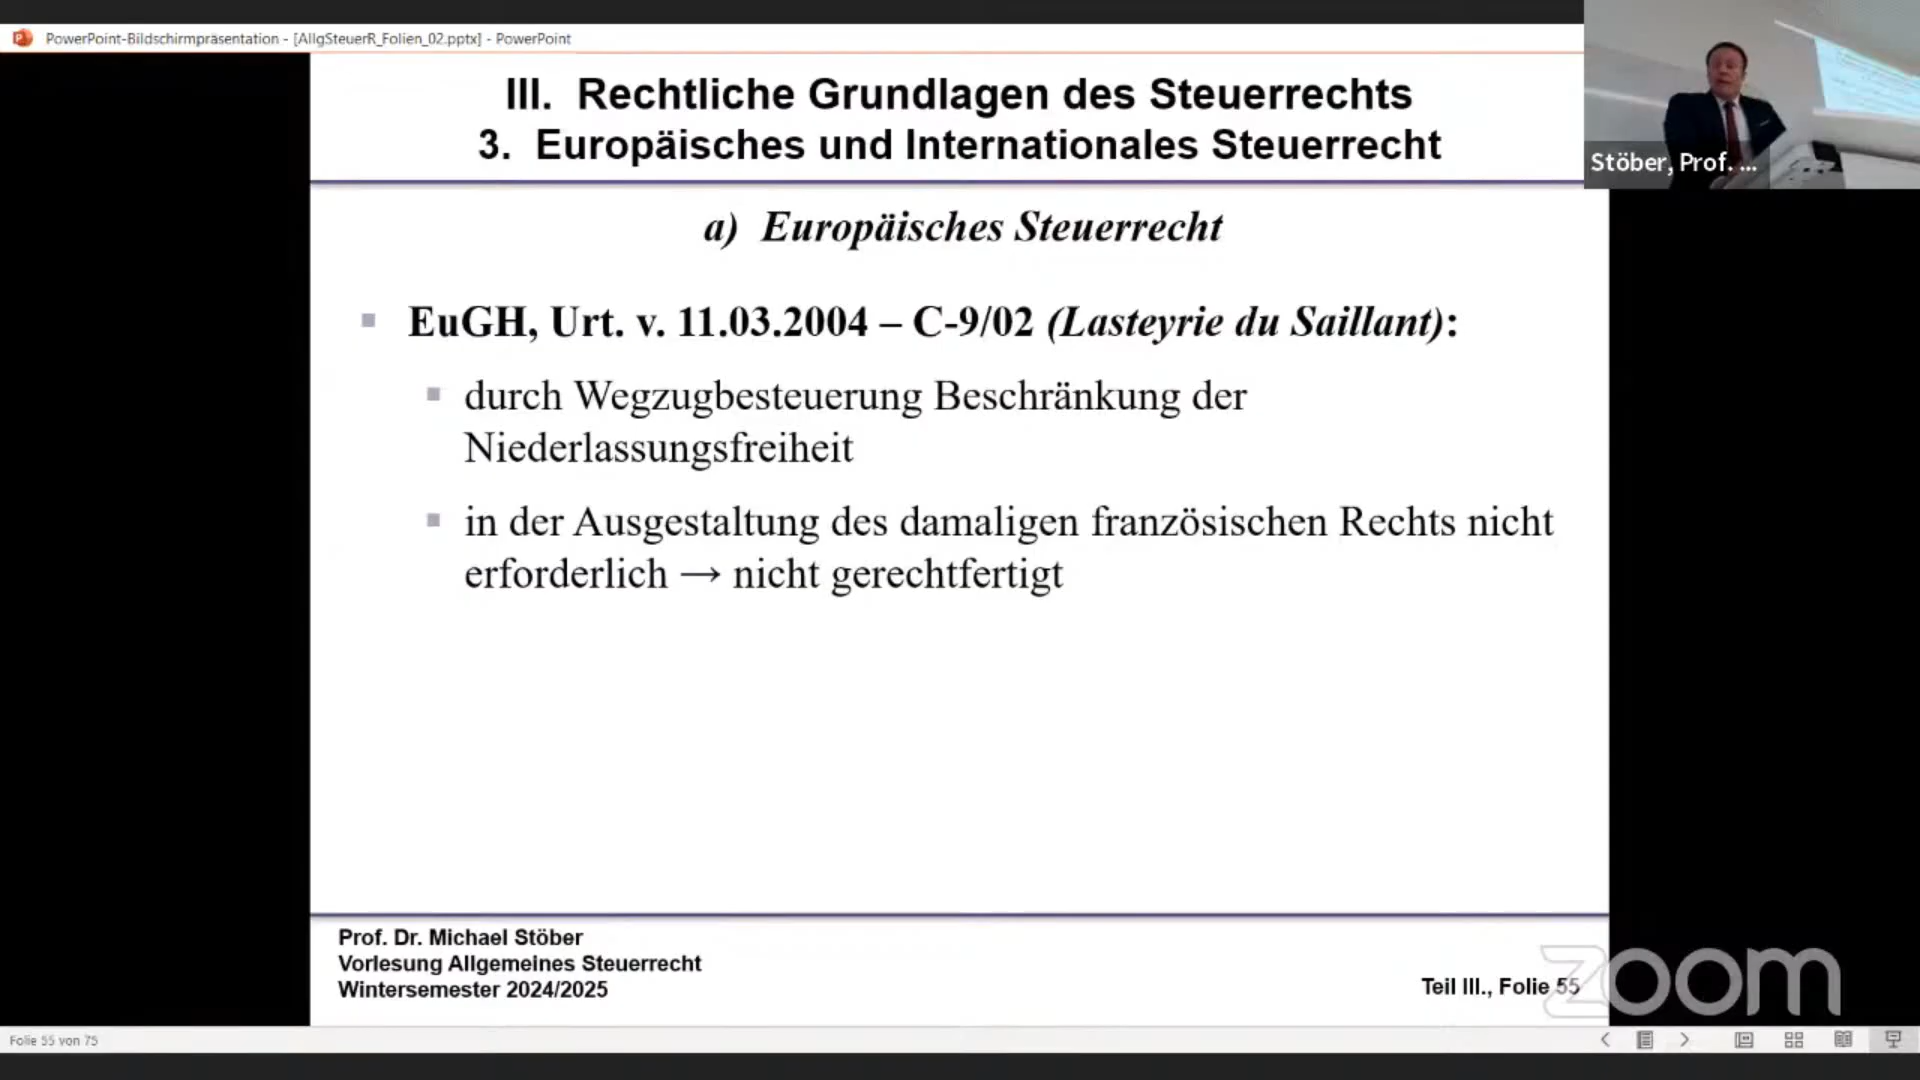 PowerPoint-Bildschirmpräsentation - [AllgSteuerR_Folien_02.pptx] - PowerPoint
III. Rechtliche Grundlagen des Steuerrechts
3. Europäisches und Internationales Steuerrecht
Stöber, Prof. ...
a) Europäisches Steuerrecht
EuGH, Urt. v. 11.03.2004 – C-9/02 (Lasteyrie du Saillant):
durch Wegzugbesteuerung Beschränkung der
Niederlassungsfreiheit
in der Ausgestaltung des damaligen französischen Rechts nicht
erforderlich → nicht gerechtfertigt
Prof. Dr. Michael Stöber
Vorlesung Allgemeines Steuerrecht
Wintersemester 2024/2025
Teil III., Folie 55
zoom
Folie 55 von 75